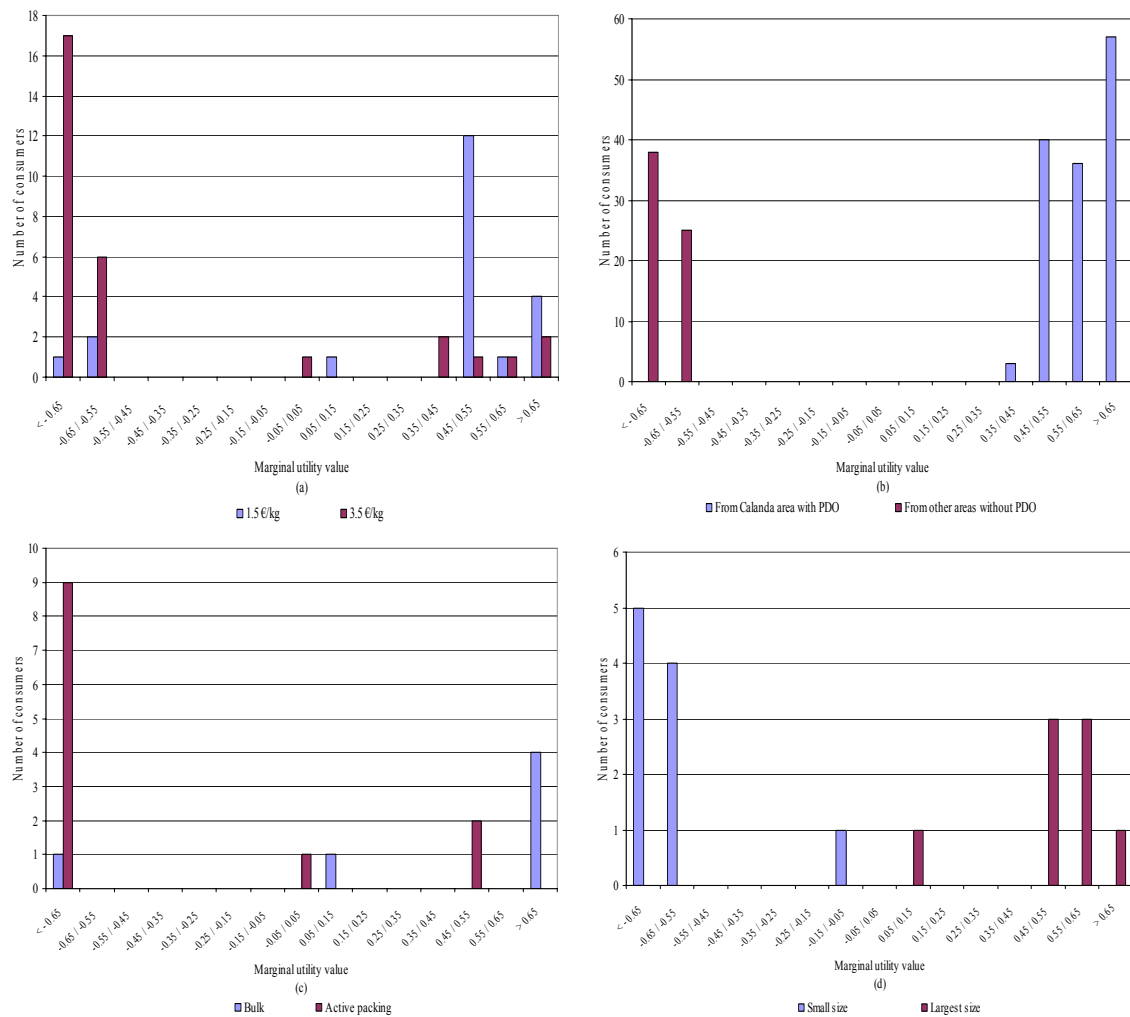 18
16
14
12
10
8
6
4
2
0
Number of consumers
< - 0.65
-0.65 / -0.55
-0.55 / -0.45
-0.45 / -0.35
-0.35 / -0.25
-0.25 / -0.15
-0.15 / -0.05
-0.05 / 0.05
0.05 / 0.15
0.15 / 0.25
0.25 / 0.35
0.35 / 0.45
0.45 / 0.55
0.55 / 0.65
> 0.65
Marginal utility value
(a)
1.5 €/kg 3.5 €/kg
60
50
40
30
20
10
0
Number of consumers
< - 0.65
-0.65 / -0.55
-0.55 / -0.45
-0.45 / -0.35
-0.35 / -0.25
-0.25 / -0.15
-0.15 / -0.05
-0.05 / 0.05
0.05 / 0.15
0.15 / 0.25
0.25 / 0.35
0.35 / 0.45
0.45 / 0.55
0.55 / 0.65
> 0.65
Marginal utility value
(b)
From Calanda area with PDO From other areas without PDO
10
9
8
7
6
5
4
3
2
1
0
Number of consumers
< - 0.65
-0.65 / -0.55
-0.55 / -0.45
-0.45 / -0.35
-0.35 / -0.25
-0.25 / -0.15
-0.15 / -0.05
-0.05 / 0.05
0.05 / 0.15
0.15 / 0.25
0.25 / 0.35
0.35 / 0.45
0.45 / 0.55
0.55 / 0.65
> 0.65
Marginal utility value
(c)
Bulk Active packing
6
5
4
3
2
1
0
Number of consumers
< - 0.65
-0.65 / -0.55
-0.55 / -0.45
-0.45 / -0.35
-0.35 / -0.25
-0.25 / -0.15
-0.15 / -0.05
-0.05 / 0.05
0.05 / 0.15
0.15 / 0.25
0.25 / 0.35
0.35 / 0.45
0.45 / 0.55
0.55 / 0.65
> 0.65
Marginal utility value
(d)
Small size Largest size